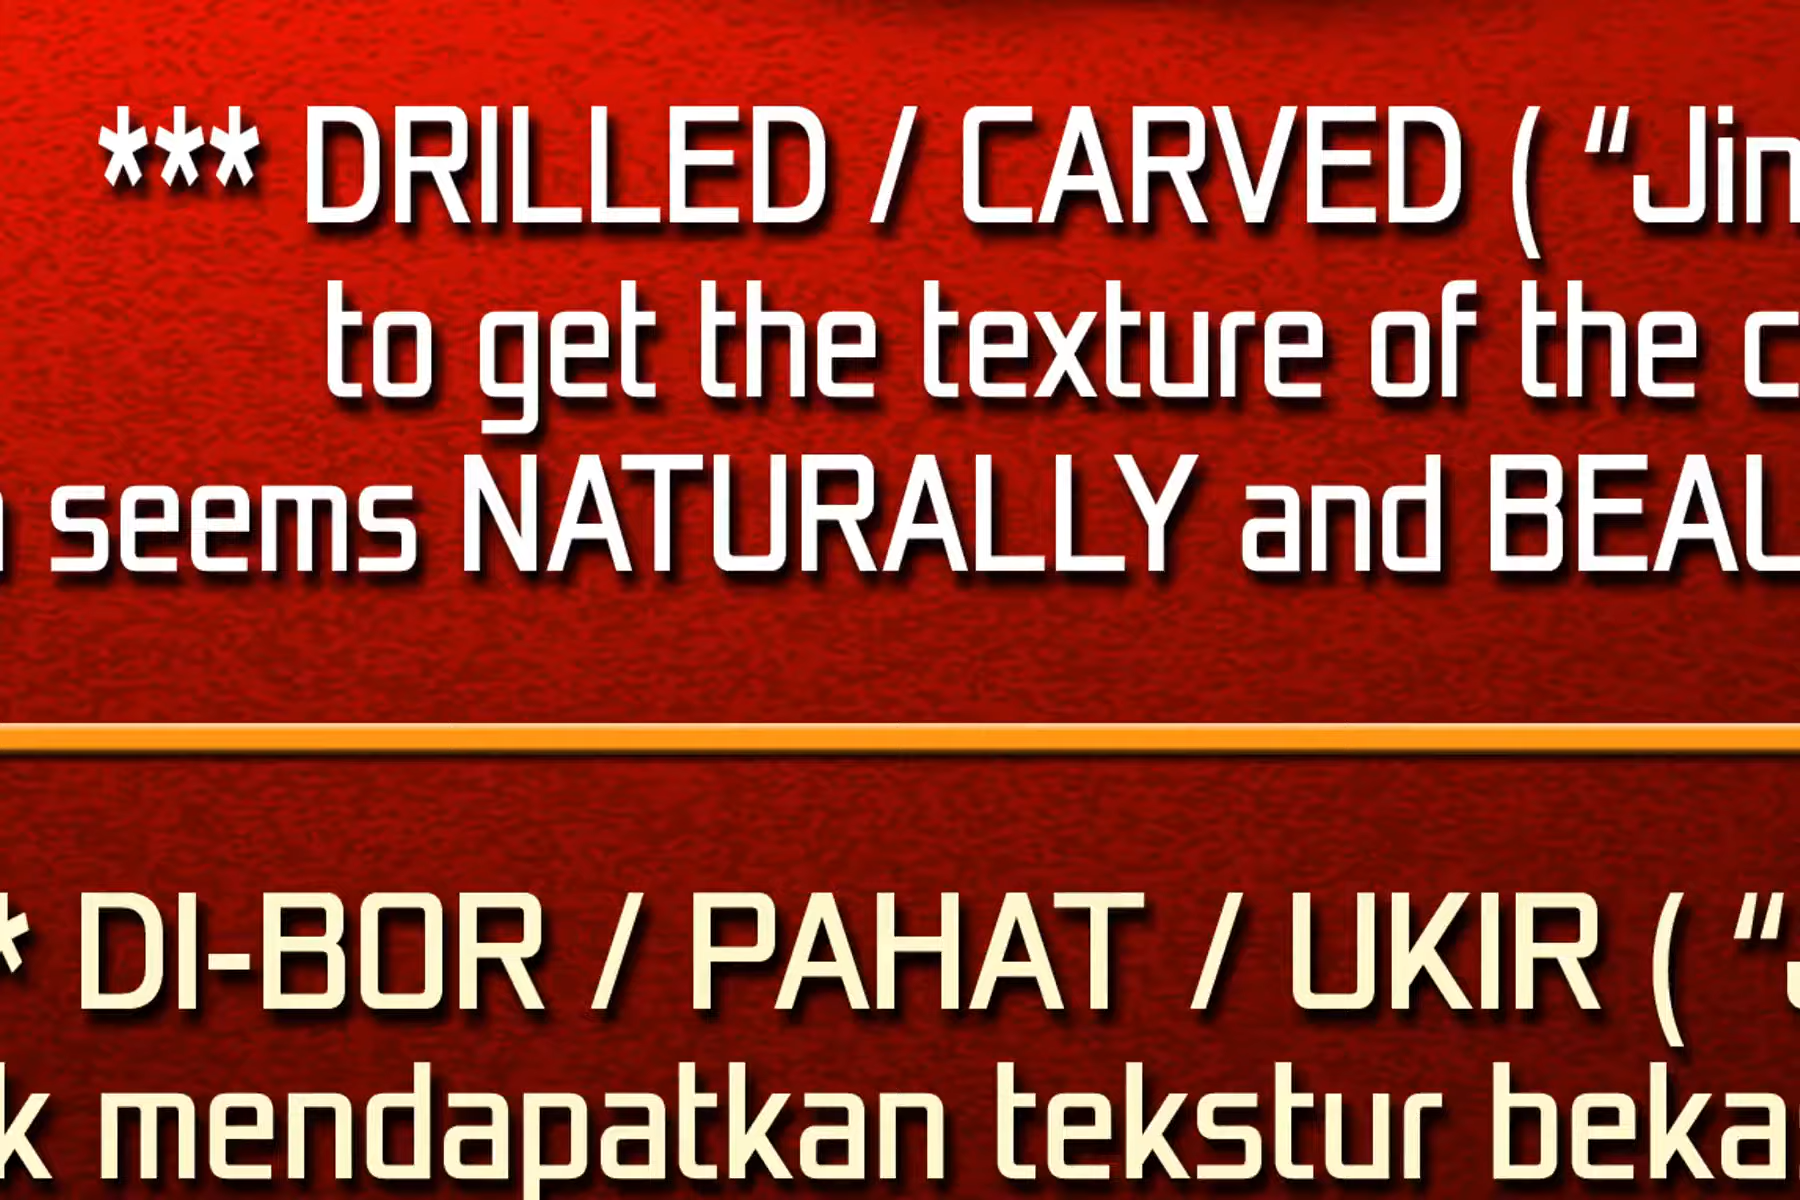 *** DRILLED / CARVED ( “Jin
to get the texture of the c
seems NATURALLY and BEAU
* DI-BOR / PAHAT / UKIR ( “J
k mendapatkan tekstur bekas